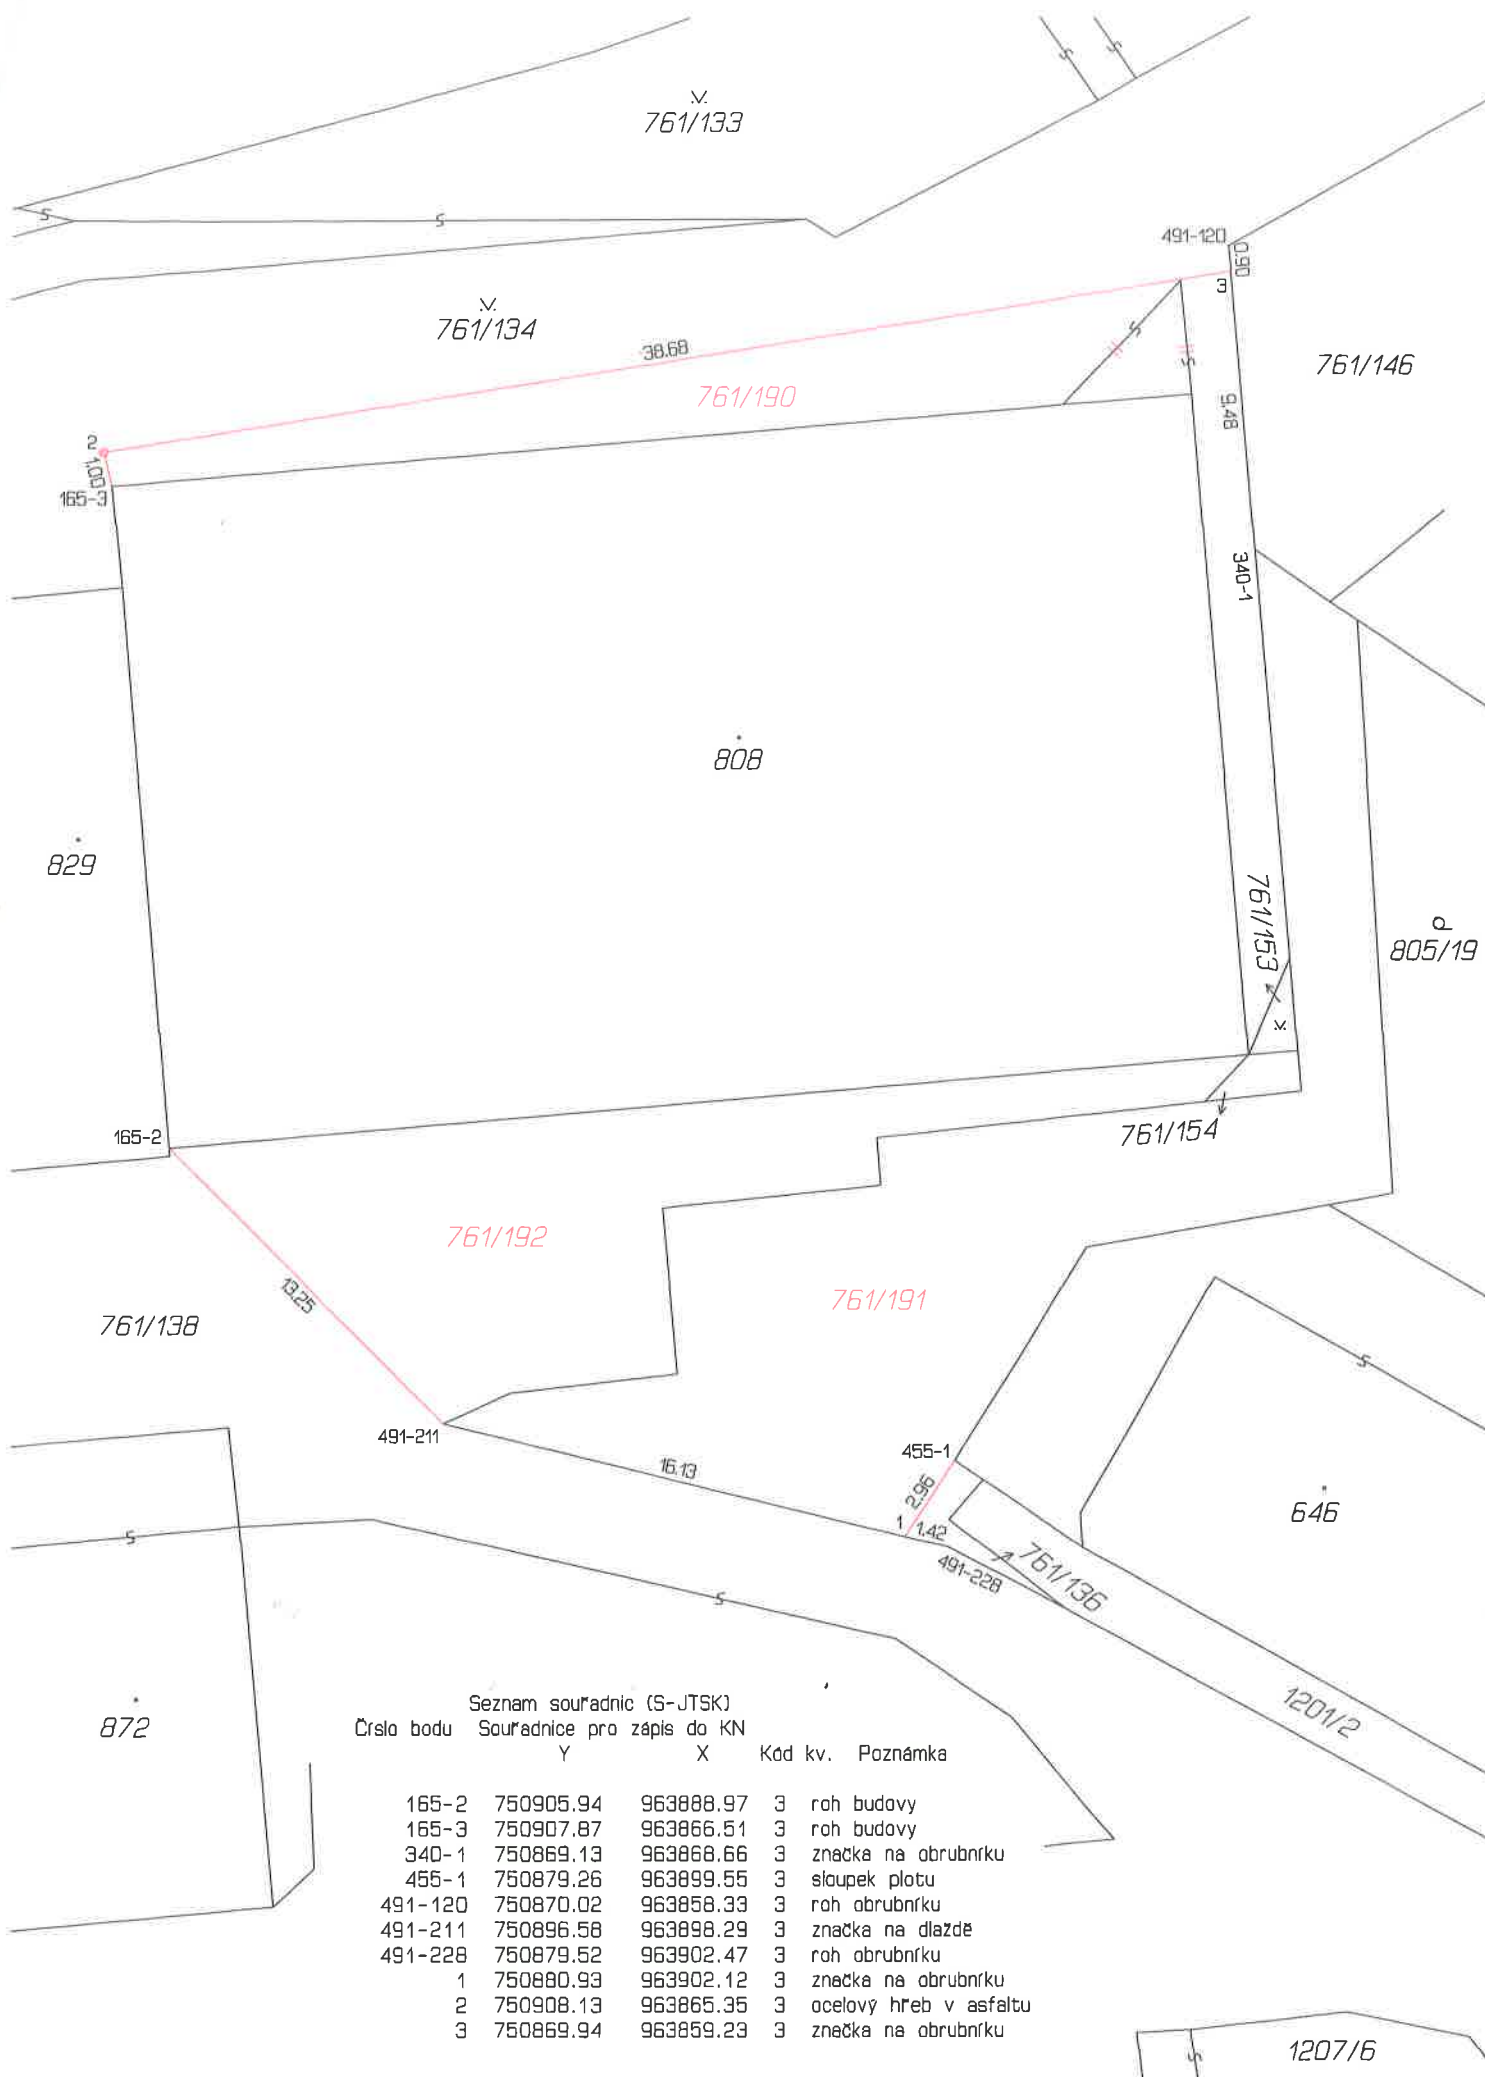 761/133
491-120
0.90
3
761/134
38.68
761/146
761/190
9.48
2
1.00
165-3
340-1
808
829
761/153
805/19
165-2
761/154
761/192
13.25
761/191
761/138
491-211
455-1
16.13
2.96
646
1
1.42
491-228
761/136
1201/2
872
Seznam souřadnic (S-JTSK)
Číslo bodu Souřadnice pro zápis do KN
Y X Kód kv. Poznámka
165-2 750905.94 963888.97 3 roh budovy
165-3 750907.87 963866.51 3 roh budovy
340-1 750869.13 963868.66 3 značka na obrubníku
455-1 750879.26 963899.55 3 sloupek plotu
491-120 750870.02 963858.33 3 roh obrubníku
491-211 750896.58 963898.29 3 značka na dlaždě
491-228 750879.52 963902.47 3 roh obrubníku
1 750880.93 963902.12 3 značka na obrubníku
2 750908.13 963865.35 3 ocelový hřeb v asfaltu
3 750869.94 963859.23 3 značka na obrubníku
1207/6